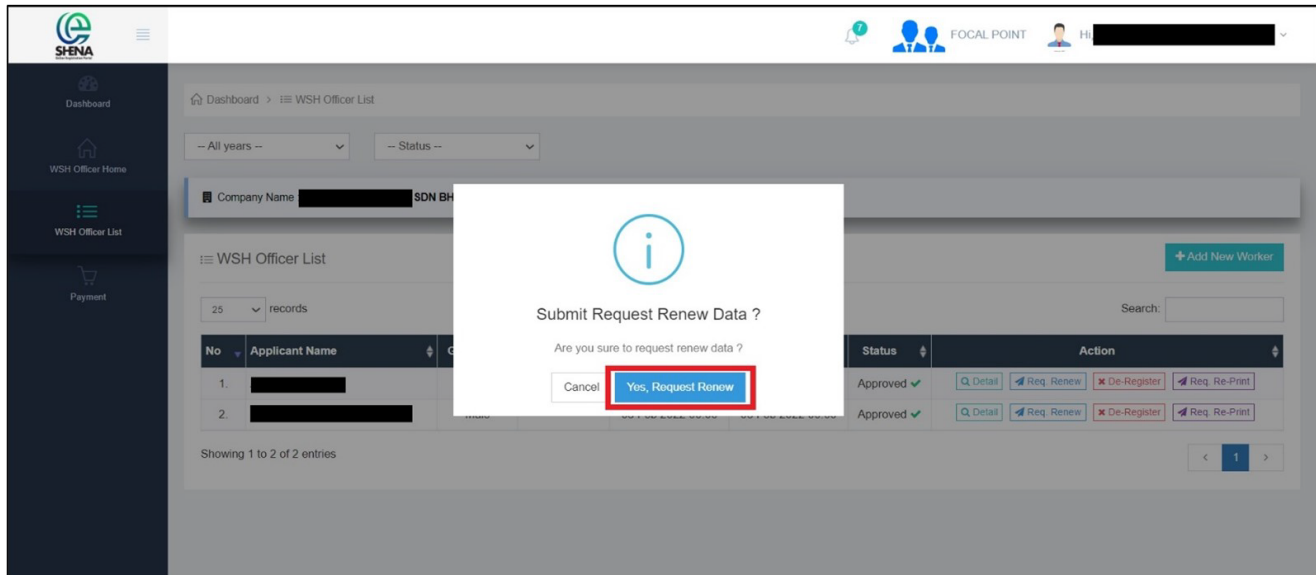 SHENA
7
FOCAL POINT
Hi,
Dashboard
WSH Officer Home
WSH Officer List
Payment
Dashboard > WSH Officer List
-- All years --
-- Status --
Company Name
SDN BH
WSH Officer List
+ Add New Worker
25 records
Search:
No Applicant Name G Status Action
1. Approved Detail Req. Renew De-Register Req. Re-Print
2. Approved Detail Req. Renew De-Register Req. Re-Print
Showing 1 to 2 of 2 entries
< 1 >
i
Submit Request Renew Data ?
Are you sure to request renew data ?
Cancel
Yes, Request Renew